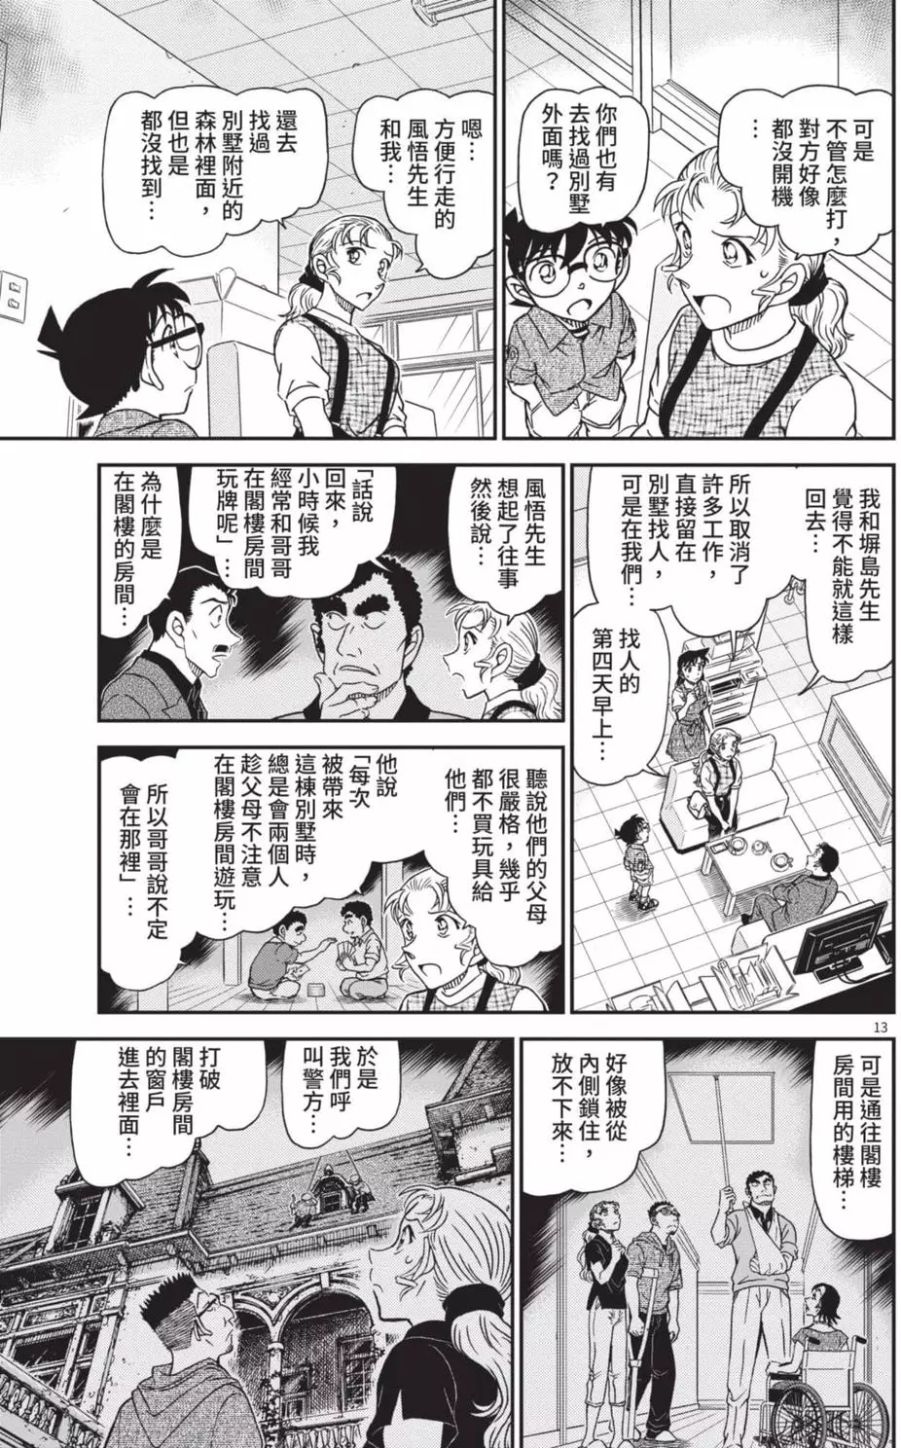 可是
不管怎麼打，
對方好像
都沒開機
…
你們也有
去找過別墅
外面嗎？
嗯…
方便行走的
風悟先生
和我…
還去
找過
別墅附近的
森林裡面，
但也是
都沒找到…
我和塀島先生
覺得不能就這樣
回去…
所以取消了
許多工作，
直接留在
別墅找人，
可是在我們…
找人的
第四天早上…
風悟先生
想起了往事
然後說…
「話說
回來，
小時候我
經常和哥哥
在閣樓房間
玩牌呢」…
為什麼是
在閣樓的房間…
聽說他們的父母
很嚴格，幾乎
都不買玩具給
他們…
他說
「每次
被帶來
這棟別墅時，
總是會兩個人
趁父母不注意
在閣樓房間遊玩…
所以哥哥說不定
會在那裡」…
13
可是通往閣樓
房間用的樓梯…
好像被從
內側鎖住，
放不下來…
於是
我們呼
叫警方…
打破
閣樓房間
的窗戶
進去裡面…